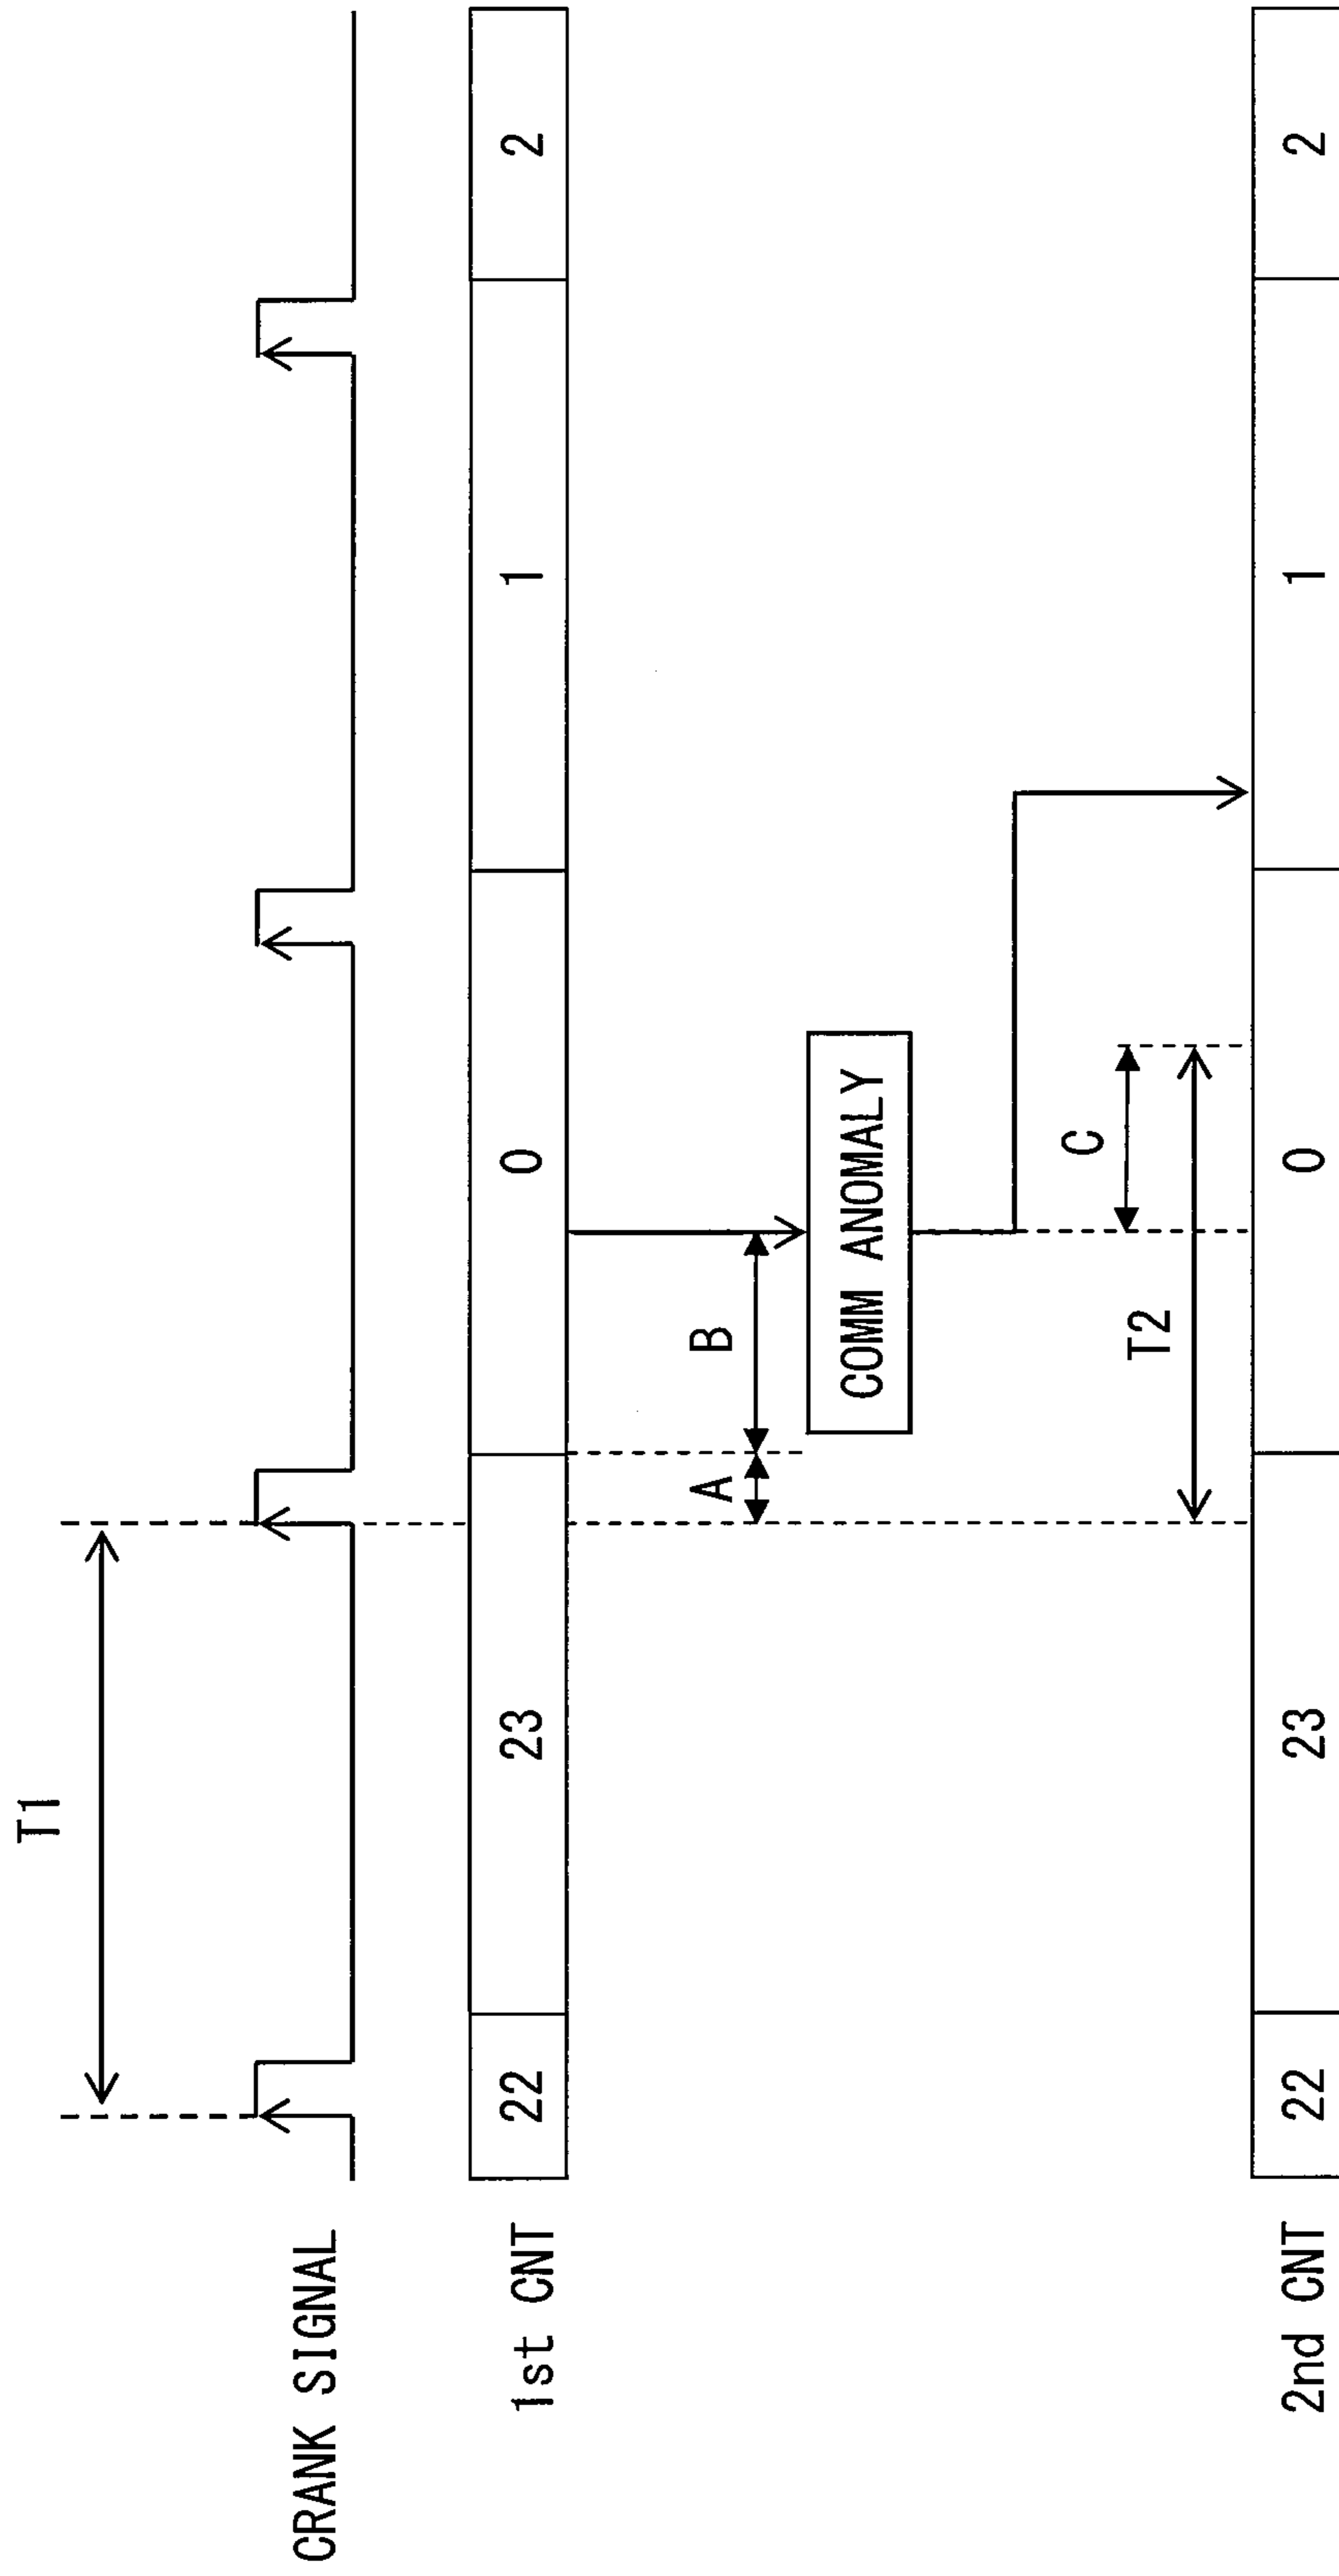 T1
CRANK SIGNAL
1st CNT
22
23
0
1
2
A
B
COMM ANOMALY
C
T2
2nd CNT
22
23
0
1
2